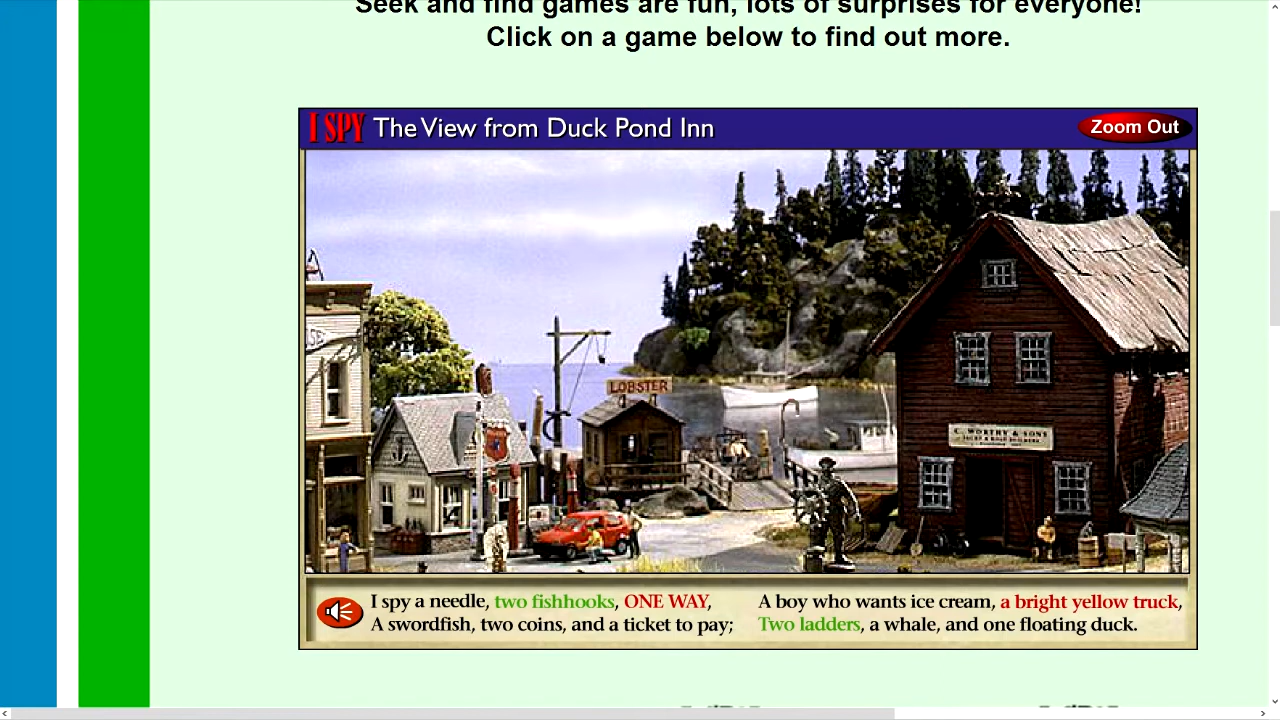 Seek and find games are fun, lots of surprises for everyone!
Click on a game below to find out more.
I SPY The View from Duck Pond Inn
Zoom Out
LOBSTER
C. WORTHY & SONS
I spy a needle, two fishhooks, ONE WAY,
A swordfish, two coins, and a ticket to pay;
A boy who wants ice cream, a bright yellow truck,
Two ladders, a whale, and one floating duck.